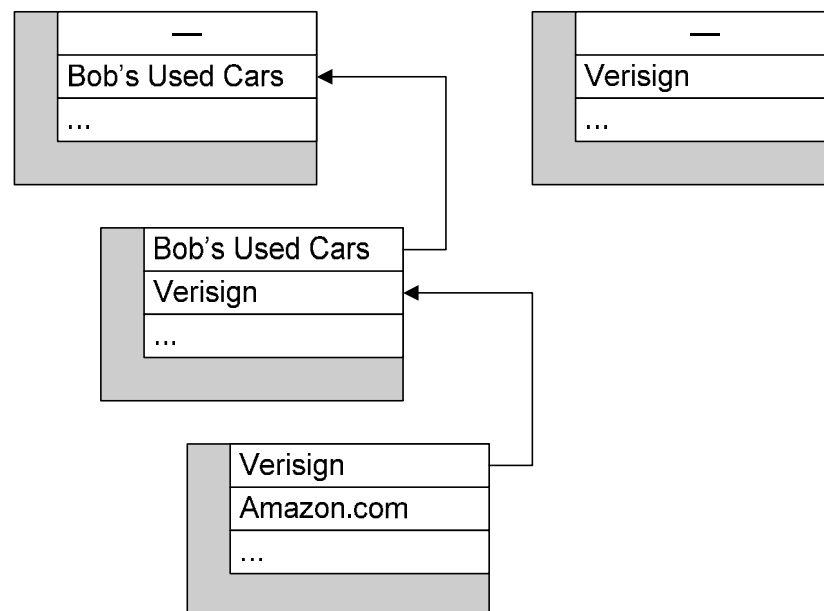 —
Bob’s Used Cars
...
—
Verisign
...
Bob’s Used Cars
Verisign
...
Verisign
Amazon.com
...